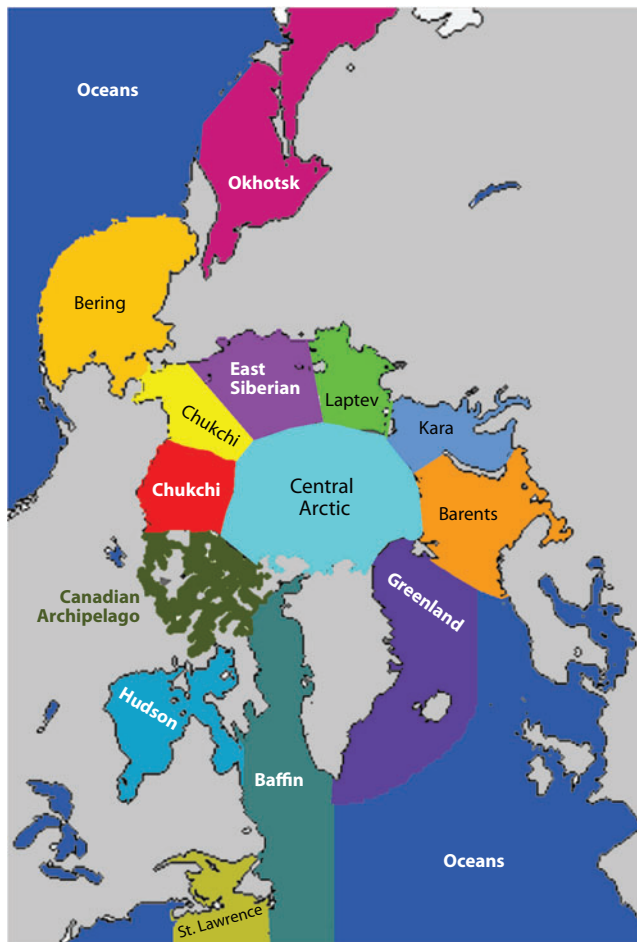 Oceans
Okhotsk
Bering
East
Siberian
Laptev
Chukchi
Kara
Chukchi
Central
Arctic
Barents
Canadian
Archipelago
Greenland
Hudson
Baffin
Oceans
St. Lawrence